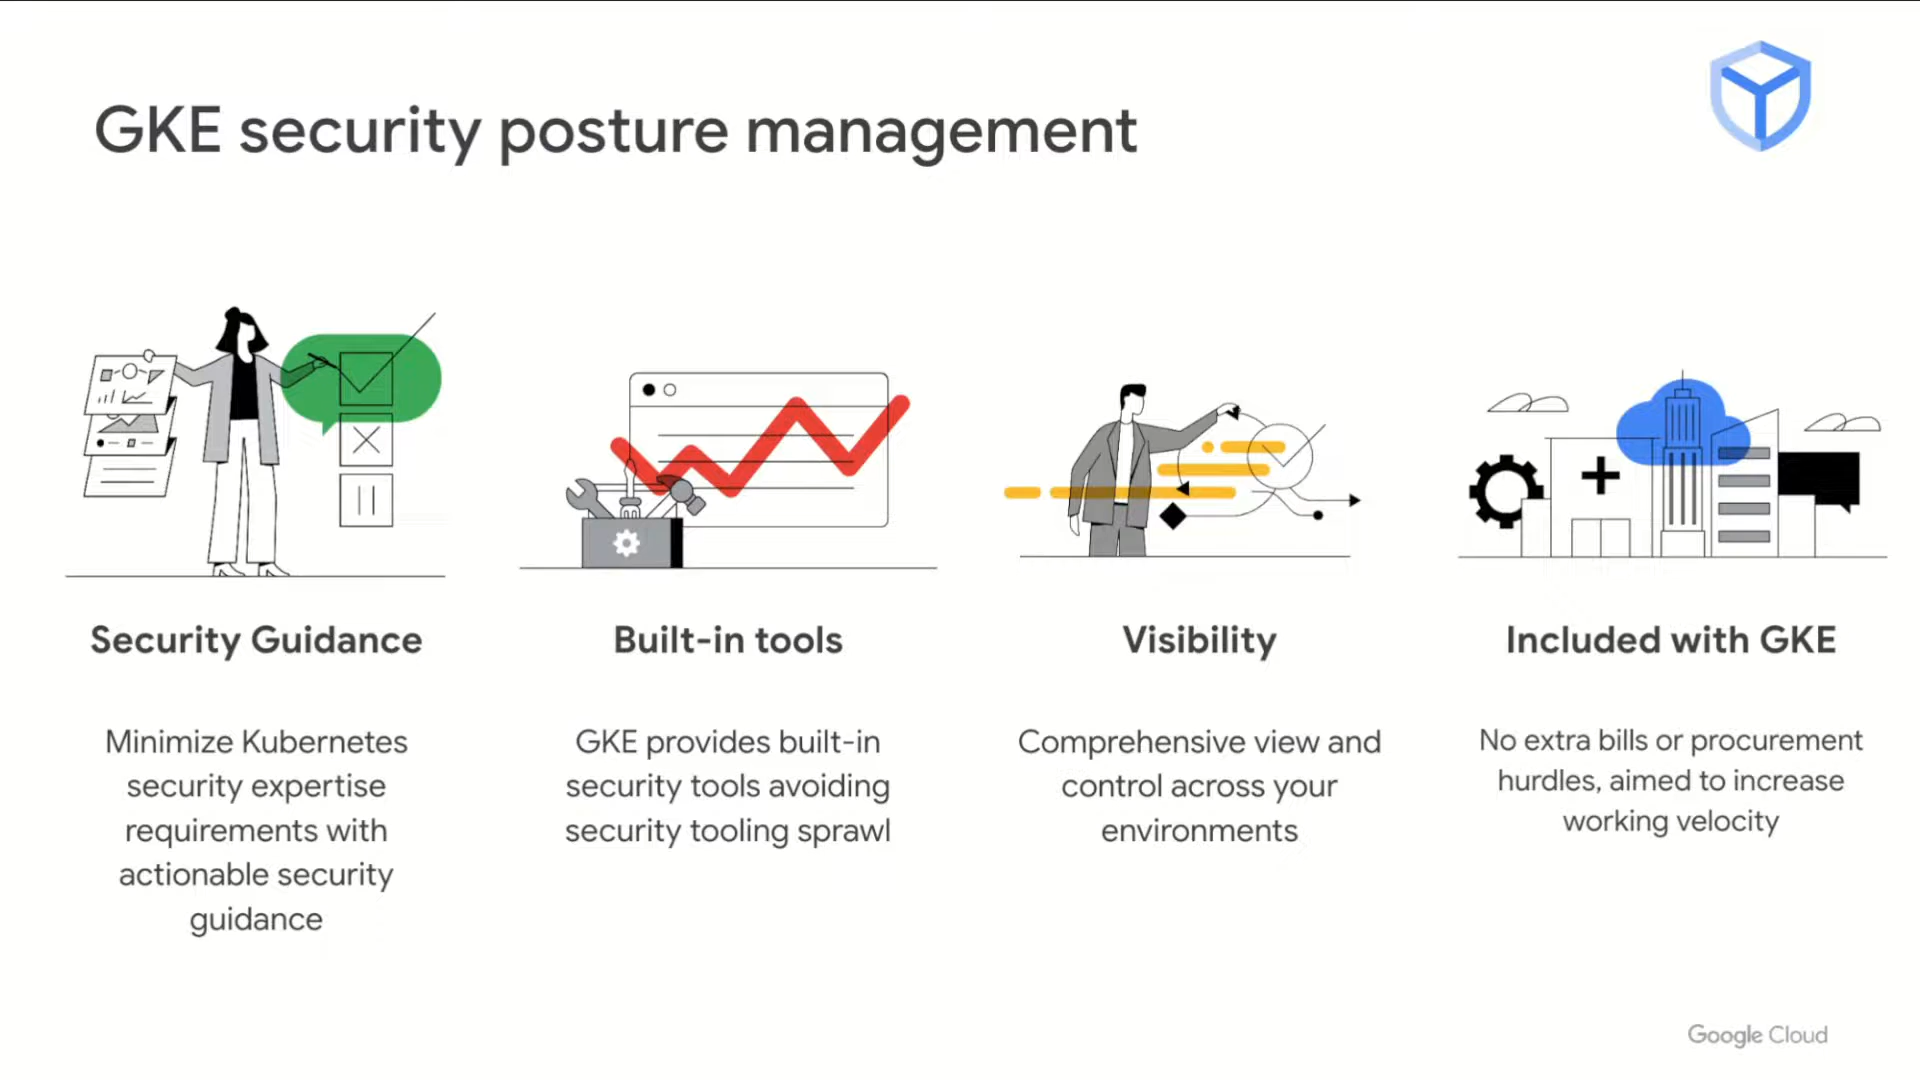 GKE security posture management
Security Guidance
Minimize Kubernetes
security expertise
requirements with
actionable security
guidance
Built-in tools
GKE provides built-in
security tools avoiding
security tooling sprawl
Visibility
Comprehensive view and
control across your
environments
Included with GKE
No extra bills or procurement
hurdles, aimed to increase
working velocity
Google Cloud